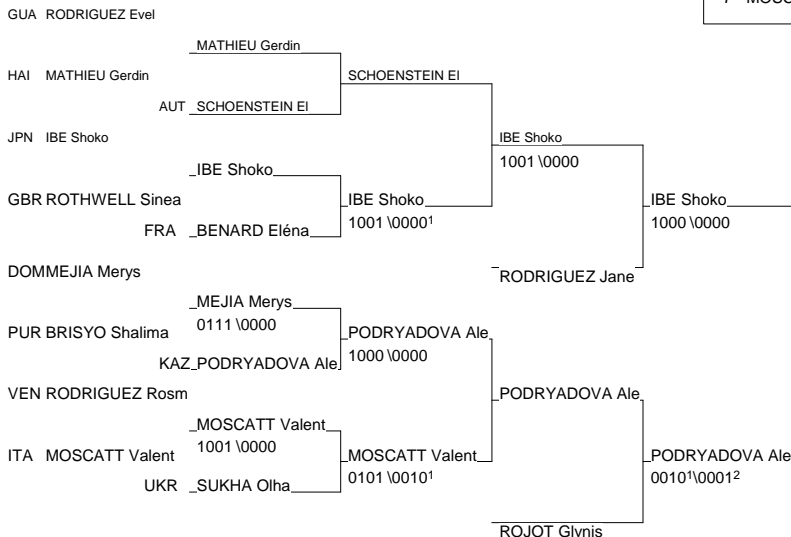 7 MOSC
GUA RODRIGUEZ Evel
MATHIEU Gerdin
HAI MATHIEU Gerdin
SCHOENSTEIN El
AUT SCHOENSTEIN El
JPN IBE Shoko
IBE Shoko
1001 \0000
IBE Shoko
GBR ROTHWELL Sinea
IBE Shoko
1001 \0000¹
IBE Shoko
1000 \0000
FRA BENARD Eléna
DOMMEJIA Merys
RODRIGUEZ Jane
MEJIA Merys
0111 \0000
PUR BRISYO Shalima
PODRYADOVA Ale
1000 \0000
KAZ PODRYADOVA Ale
VEN RODRIGUEZ Rosm
PODRYADOVA Ale
MOSCATT Valent
1001 \0000
ITA MOSCATT Valent
MOSCATT Valent
0101 \0010¹
PODRYADOVA Ale
0010¹\0001²
UKR SUKHA Olha
ROJOT Glynis